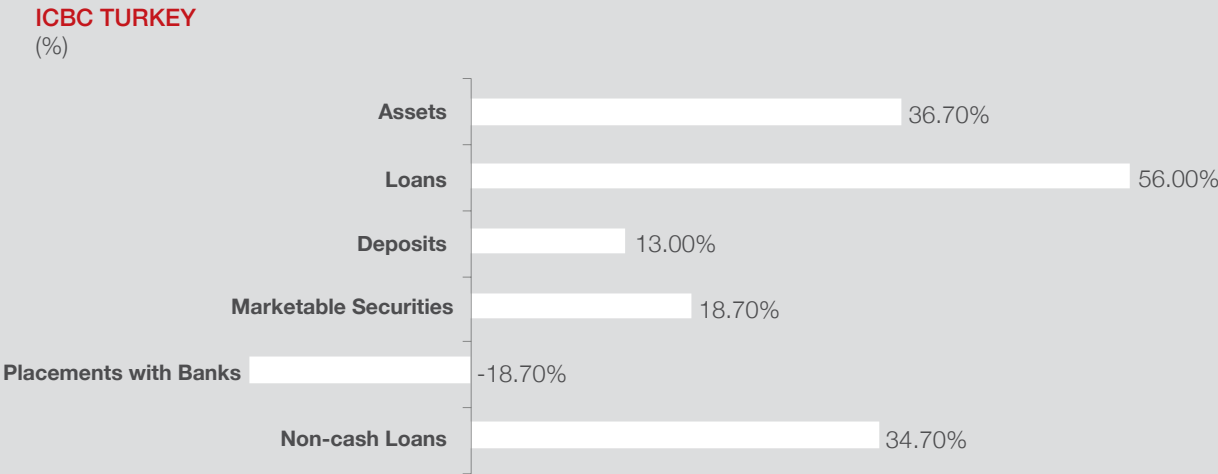 ICBC TURKEY
(%)
Assets 36.70%
Loans 56.00%
Deposits 13.00%
Marketable Securities 18.70%
Placements with Banks -18.70%
Non-cash Loans 34.70%